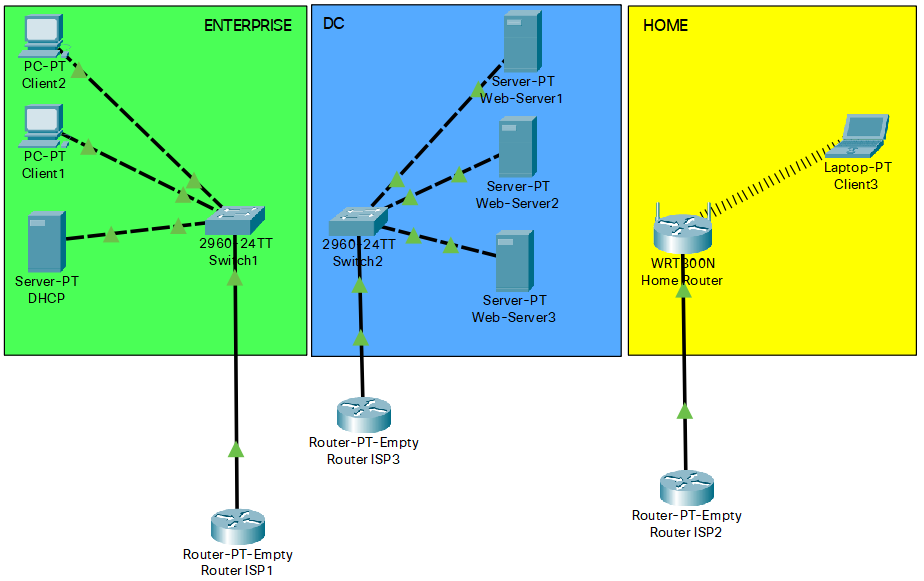 ENTERPRISE
PC-PT
Client2
PC-PT
Client1
Server-PT
DHCP
2960-24TT
Switch1
Router-PT-Empty
Router ISP1
DC
Server-PT
Web-Server1
Server-PT
Web-Server2
Server-PT
Web-Server3
2960-24TT
Switch2
Router-PT-Empty
Router ISP3
HOME
Laptop-PT
Client3
WRT300N
Home Router
Router-PT-Empty
Router ISP2